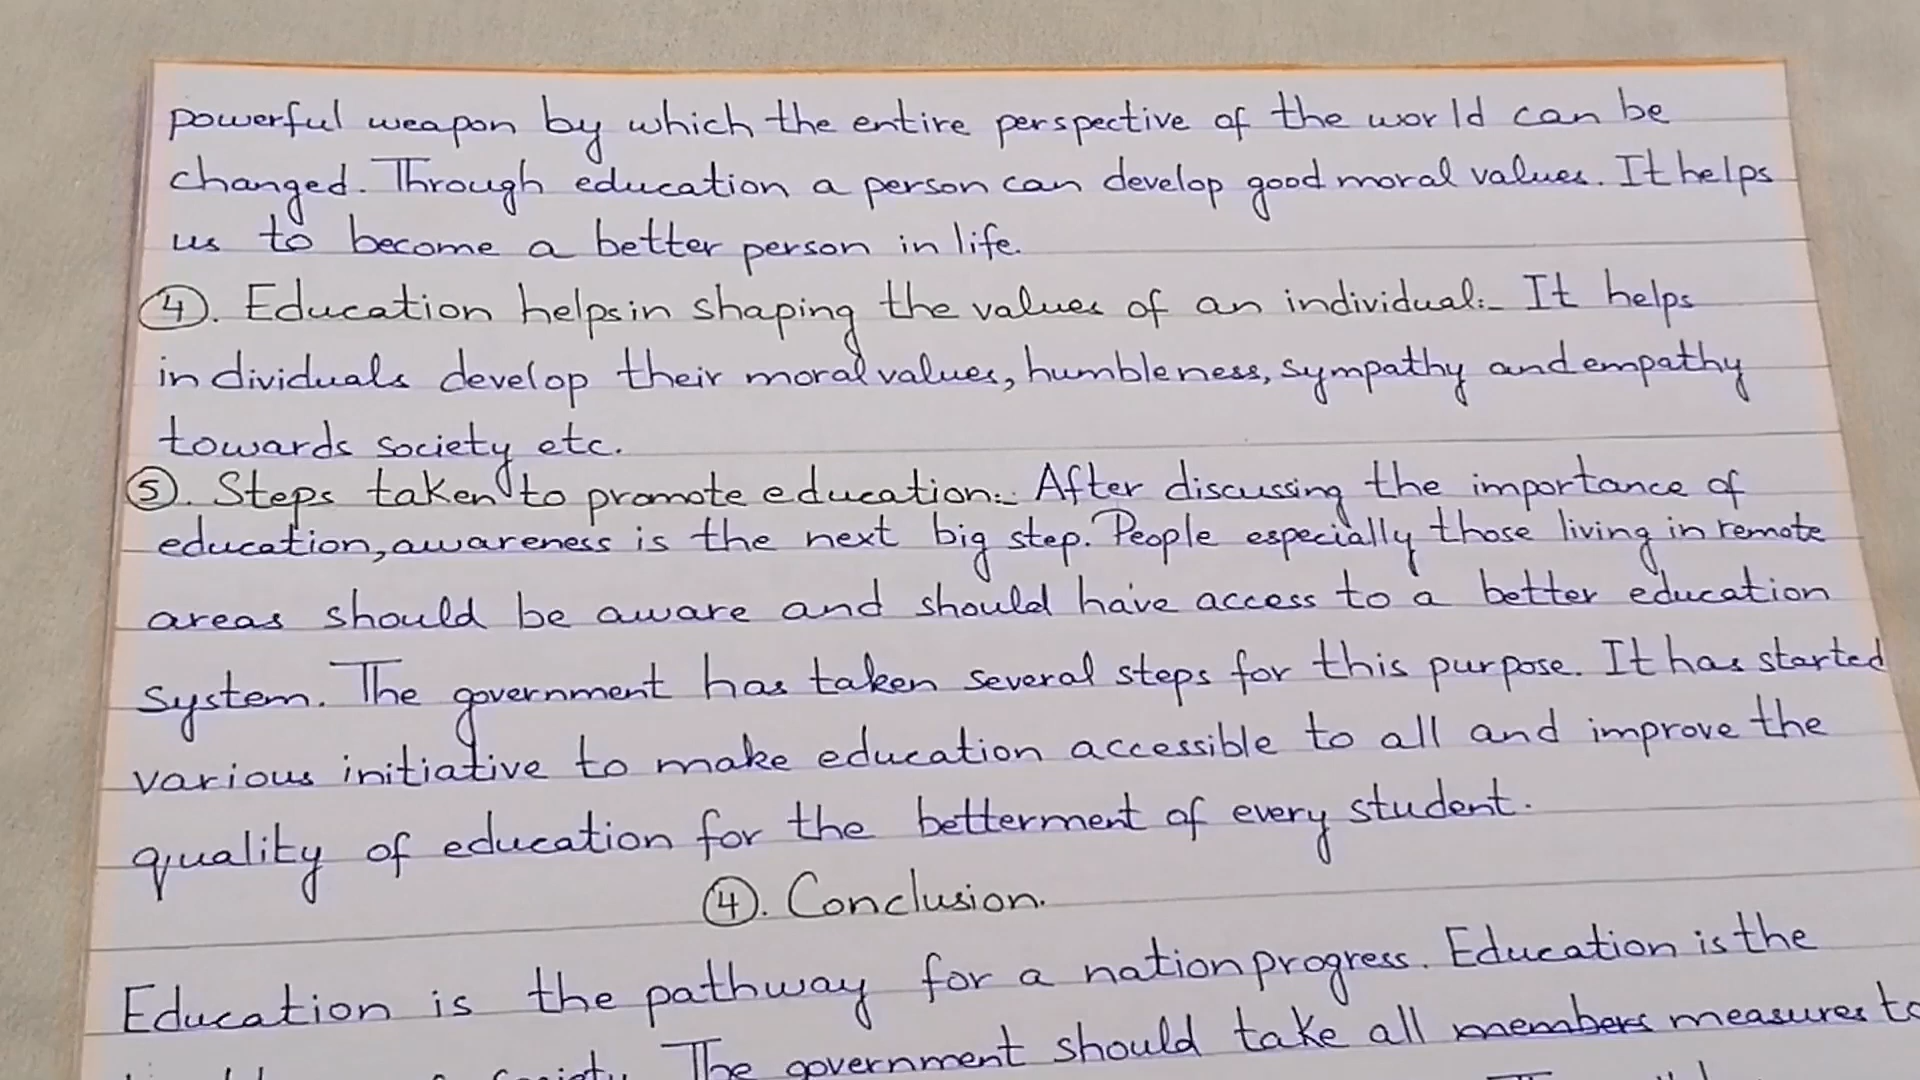 powerful weapon by which the entire perspective of the world can be
changed. Through education a person can develop good moral values. It helps
us to become a better person in life.
④. Education helps in shaping the values of an individual:- It helps
individuals develop their moral values, humbleness, sympathy and empathy
towards society etc.
⑤. Steps taken to promote education:- After discussing the importance of
education, awareness is the next big step. People especially those living in remote
areas should be aware and should have access to a better education
system. The government has taken several steps for this purpose. It has started
various initiative to make education accessible to all and improve the
quality of education for the betterment of every student.
④. Conclusion.
Education is the pathway for a nation progress. Education is the
society. The government should take all members measures to